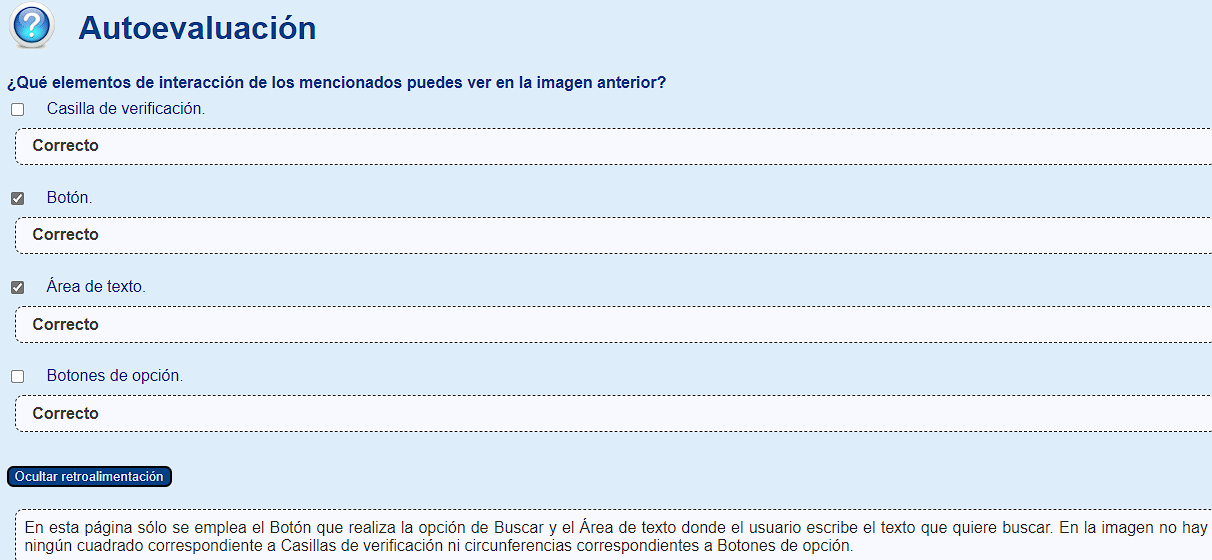 Autoevaluación
¿Qué elementos de interacción de los mencionados puedes ver en la imagen anterior?
Casilla de verificación.
Correcto
Botón.
Correcto
Área de texto.
Correcto
Botones de opción.
Correcto
Ocultar retroalimentación
En esta página sólo se emplea el Botón que realiza la opción de Buscar y el Área de texto donde el usuario escribe el texto que quiere buscar. En la imagen no hay
ningún cuadrado correspondiente a Casillas de verificación ni circunferencias correspondientes a Botones de opción.